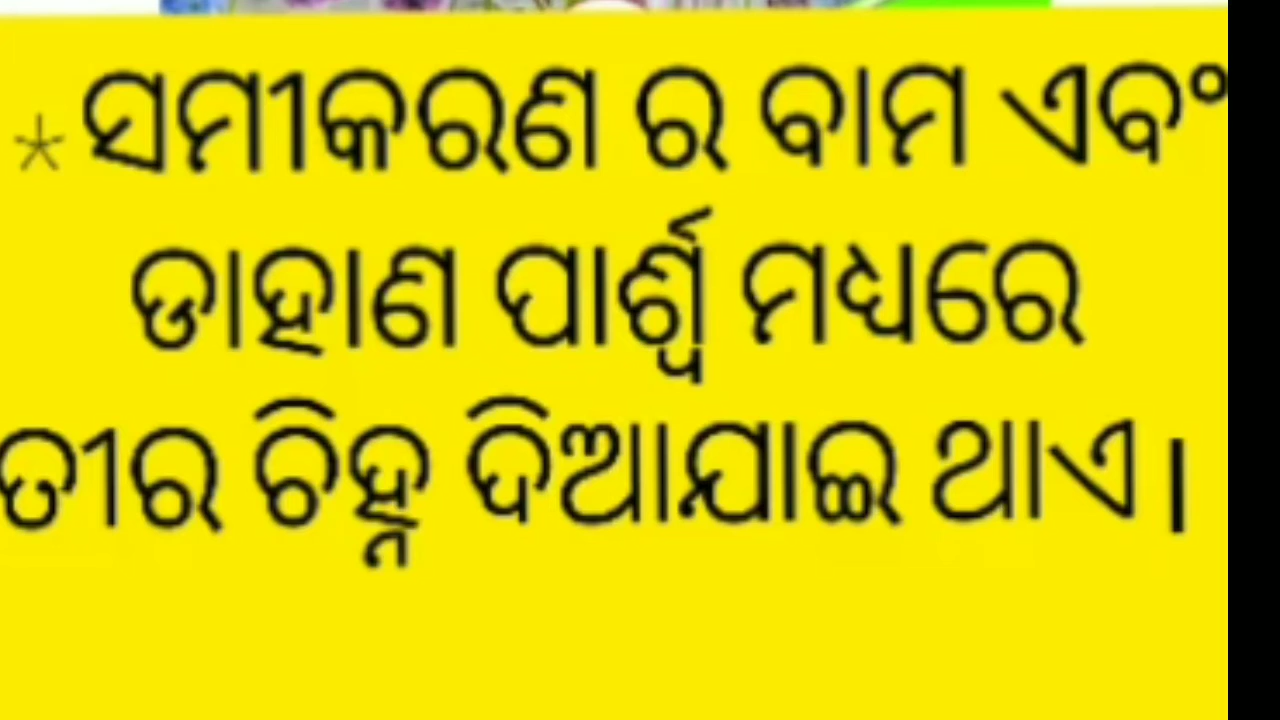 * ସମୀକରଣ ର ବାମ ଏବଂ
ଡାହାଣ ପାର୍ଶ୍ୱ ମଧ୍ୟରେ
ତୀର ଚିହ୍ନ ଦିଆଯାଇ ଥାଏ।